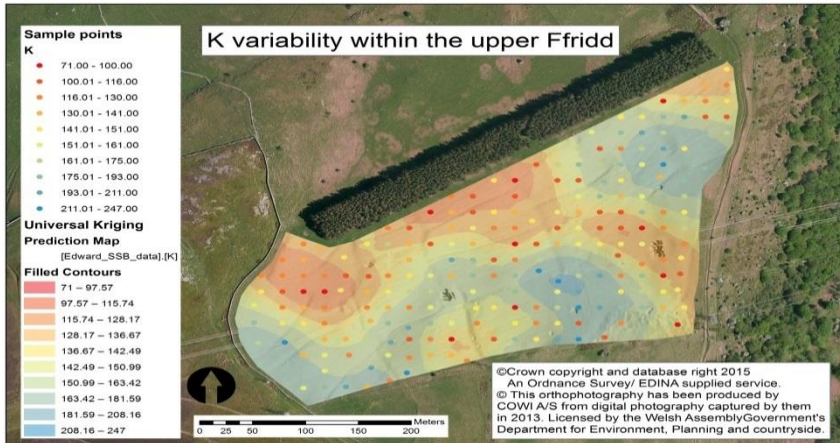 K variability within the upper Ffridd
Sample points
K
71.00 - 100.00
100.01 - 116.00
116.01 - 130.00
130.01 - 141.00
141.01 - 151.00
151.01 - 161.00
161.01 - 175.00
175.01 - 193.00
193.01 - 211.00
211.01 - 247.00
Universal Kriging
Prediction Map
[Edward_SSB_data].[K]
Filled Contours
71 – 97.57
97.57 – 115.74
115.74 – 128.17
128.17 – 136.67
136.67 – 142.49
142.49 – 150.99
150.99 – 163.42
163.42 – 181.59
181.59 – 208.16
208.16 – 247
Meters
0 25 50 100 150 200
©Crown copyright and database right 2015
An Ordnance Survey/ EDINA supplied service.
© This orthophotography has been produced by
COWI A/S from digital photography captured by them
in 2013. Licensed by the Welsh AssemblyGovernment's
Department for Environment, Planning and countryside.